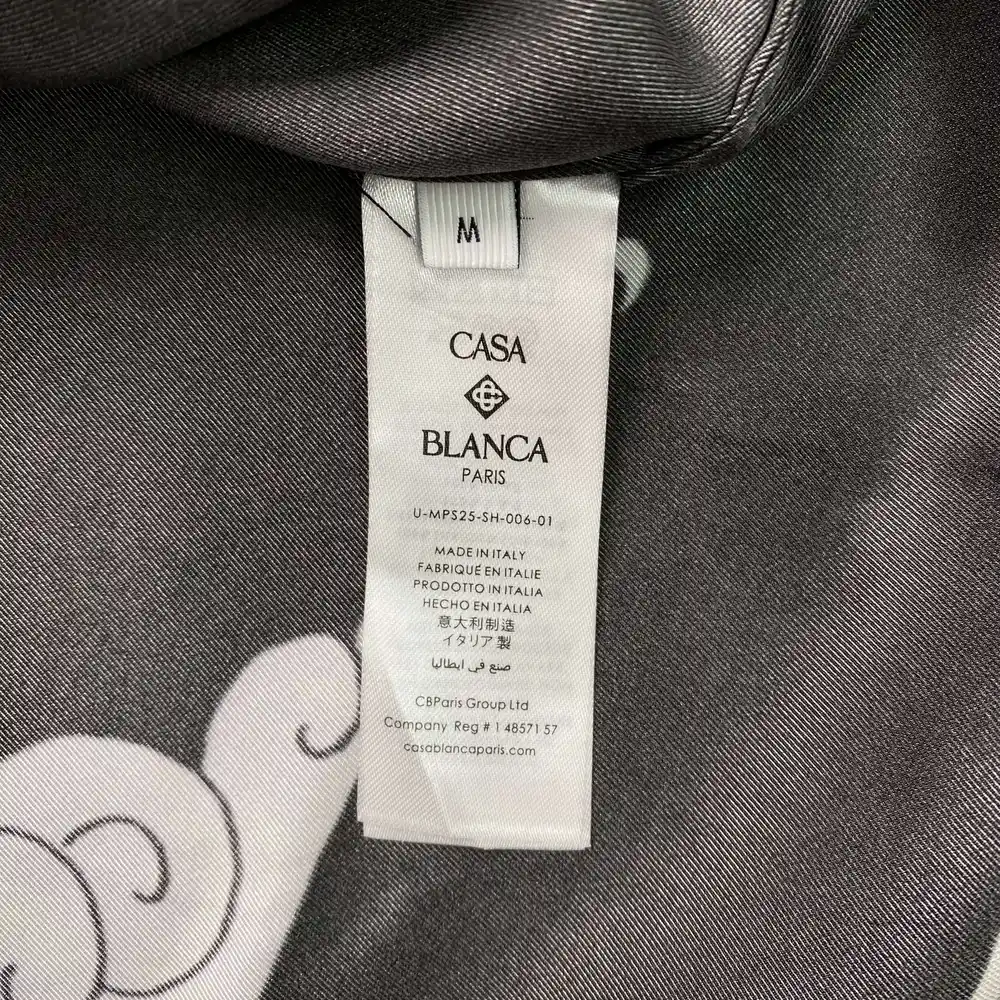 M
CASA
BLANCA
PARIS
U-MPS25-SH-006-01
MADE IN ITALY
FABRIQUÉ EN ITALIE
PRODOTTO IN ITALIA
HECHO EN ITALIA
意大利制造
イタリア製
صنع في ايطاليا
CBParis Group Ltd
Company Reg # 1 48571 57
casablancaparis.com